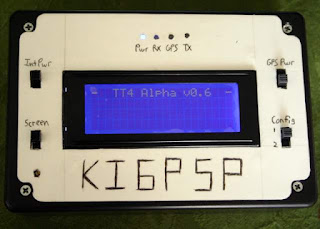 Pwr RX GPS TX
Int Pwr
GPS Pwr
TT4 Alpha v0.6
Screen
Config
1
2
KI6PSP